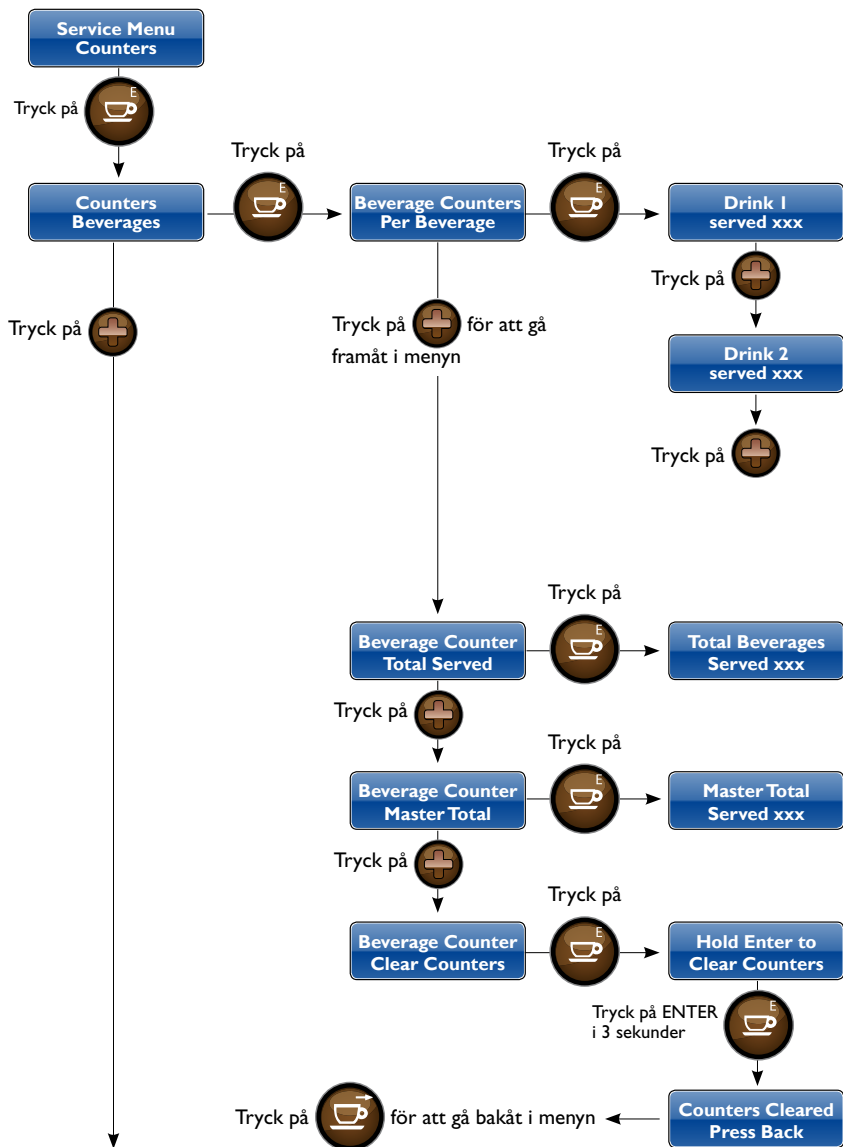 Service Menu
Counters
Tryck på
E
Tryck på
Tryck på
Counters
Beverages
E
Beverage Counters
Per Beverage
E
Drink 1
served xxx
Tryck på
Tryck på
Tryck på för att gå
framåt i menyn
Drink 2
served xxx
Tryck på
Tryck på
Beverage Counter
Total Served
E
Total Beverages
Served xxx
Tryck på
Tryck på
Beverage Counter
Master Total
E
Master Total
Served xxx
Tryck på
Tryck på
Beverage Counter
Clear Counters
E
Hold Enter to
Clear Counters
Tryck på ENTER
i 3 sekunder
E
Tryck på för att gå bakåt i menyn
Counters Cleared
Press Back